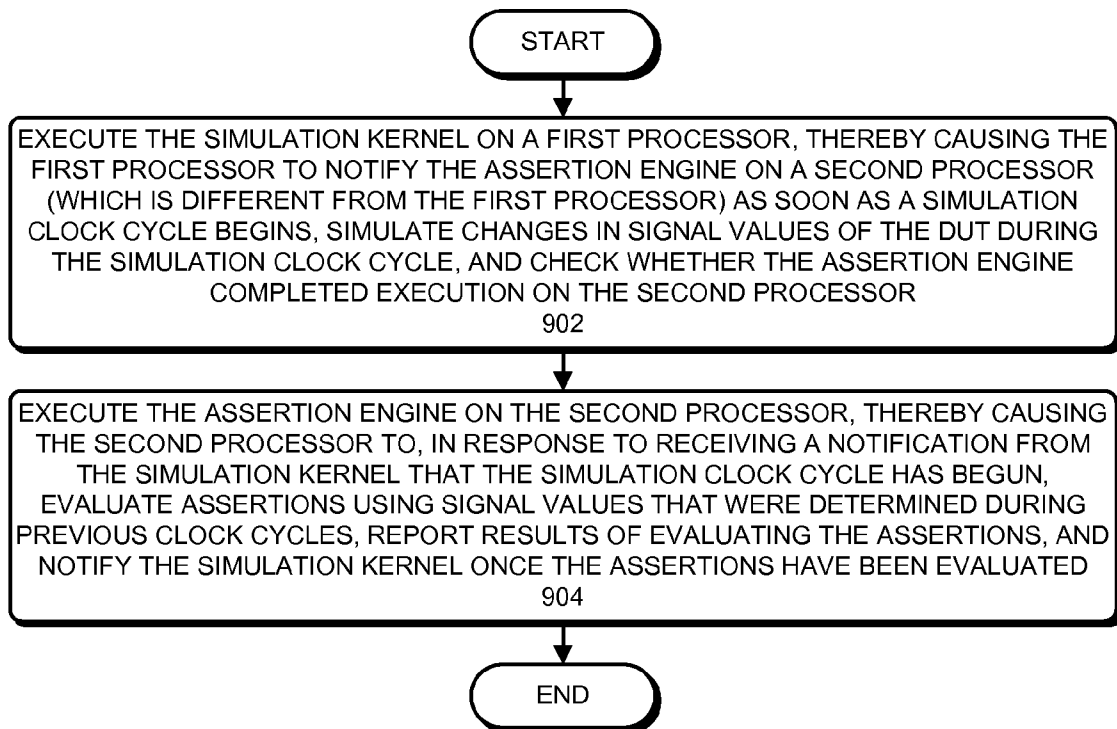 START
EXECUTE THE SIMULATION KERNEL ON A FIRST PROCESSOR, THEREBY CAUSING THE
FIRST PROCESSOR TO NOTIFY THE ASSERTION ENGINE ON A SECOND PROCESSOR
(WHICH IS DIFFERENT FROM THE FIRST PROCESSOR) AS SOON AS A SIMULATION
CLOCK CYCLE BEGINS, SIMULATE CHANGES IN SIGNAL VALUES OF THE DUT DURING
THE SIMULATION CLOCK CYCLE, AND CHECK WHETHER THE ASSERTION ENGINE
COMPLETED EXECUTION ON THE SECOND PROCESSOR
902
EXECUTE THE ASSERTION ENGINE ON THE SECOND PROCESSOR, THEREBY CAUSING
THE SECOND PROCESSOR TO, IN RESPONSE TO RECEIVING A NOTIFICATION FROM
THE SIMULATION KERNEL THAT THE SIMULATION CLOCK CYCLE HAS BEGUN,
EVALUATE ASSERTIONS USING SIGNAL VALUES THAT WERE DETERMINED DURING
PREVIOUS CLOCK CYCLES, REPORT RESULTS OF EVALUATING THE ASSERTIONS, AND
NOTIFY THE SIMULATION KERNEL ONCE THE ASSERTIONS HAVE BEEN EVALUATED
904
END